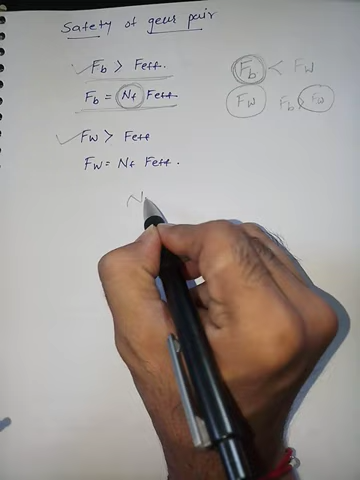 Safety of gear pair
✓ Fb > Feff.
Fb = Nf Feff.
✓ Fw > Feff
Fw = Nf Feff.
N
Fb < Fw
Fw Fb > Fw